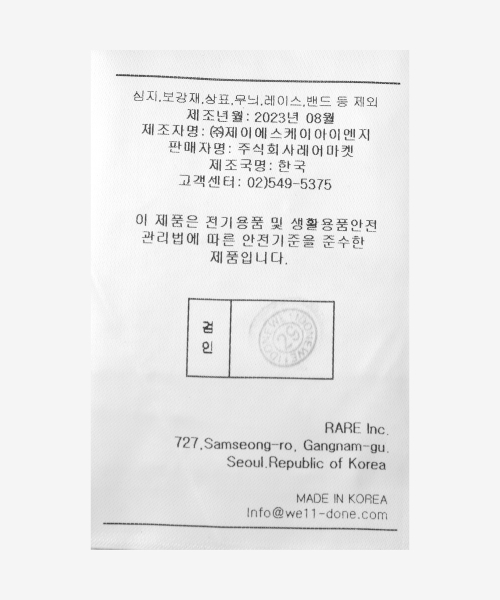 심지,보강재,상표,무늬,레이스,밴드 등 제외
제조년월: 2023년 08월
제조자명: ㈜제이에스케이아이엔지
판매자명: 주식회사레어마켓
제조국명: 한국
고객센터: 02)549-5375
이 제품은 전기용품 및 생활용품안전
관리법에 따른 안전기준을 준수한
제품입니다.
검
인
RARE Inc.
727,Samseong-ro, Gangnam-gu,
Seoul,Republic of Korea
MADE IN KOREA
Info@we11-done.com